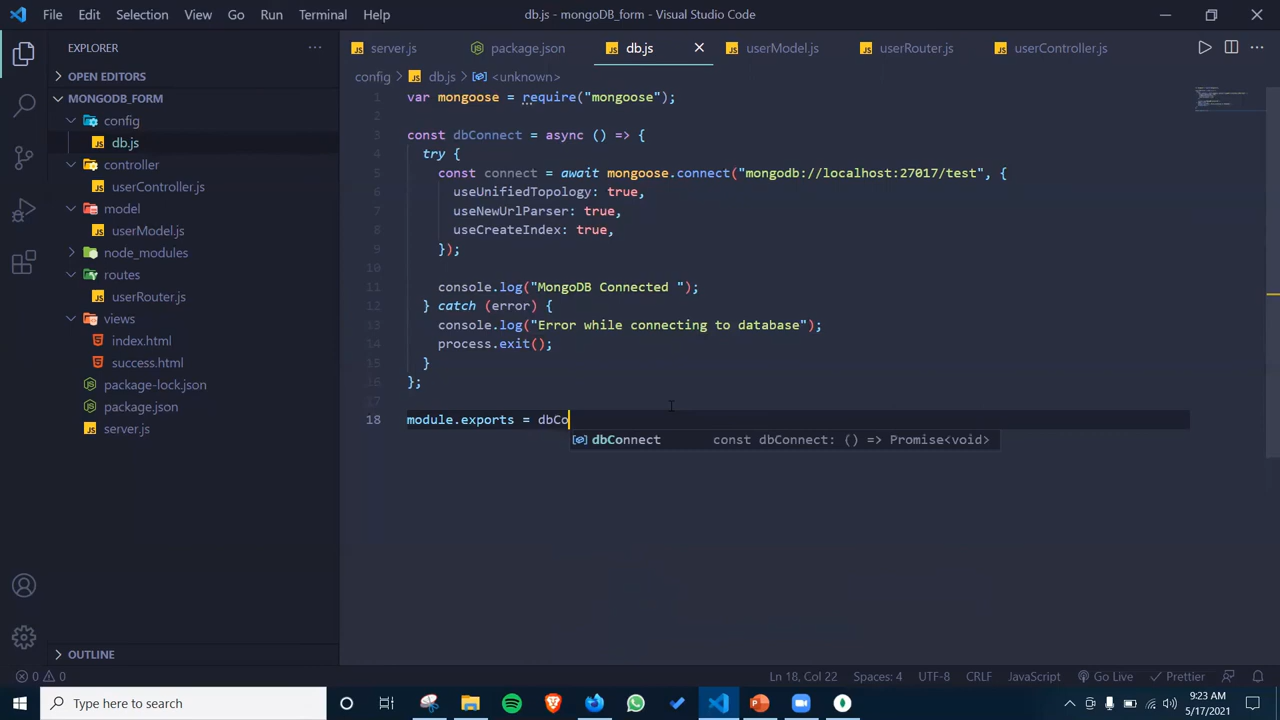 File Edit Selection View Go Run Terminal Help
db.js - mongoDB_form - Visual Studio Code
EXPLORER
OPEN EDITORS
MONGODB_FORM
config
db.js
controller
userController.js
model
userModel.js
node_modules
routes
userRouter.js
views
index.html
success.html
package-lock.json
package.json
server.js
OUTLINE
server.js package.json db.js userModel.js userRouter.js userController.js
config > db.js > <unknown>
1 var mongoose = require("mongoose");
2
3 const dbConnect = async () => {
4 try {
5 const connect = await mongoose.connect("mongodb://localhost:27017/test", {
6 useUnifiedTopology: true,
7 useNewUrlParser: true,
8 useCreateIndex: true,
9 });
10
11 console.log("MongoDB Connected ");
12 } catch (error) {
13 console.log("Error while connecting to database");
14 process.exit();
15 }
16 };
17
18 module.exports = dbCo
dbConnect const dbConnect: () => Promise<void>
0 0 Ln 18, Col 22 Spaces: 4 UTF-8 CRLF JavaScript Go Live Prettier
Type here to search
9:23 AM
5/17/2021